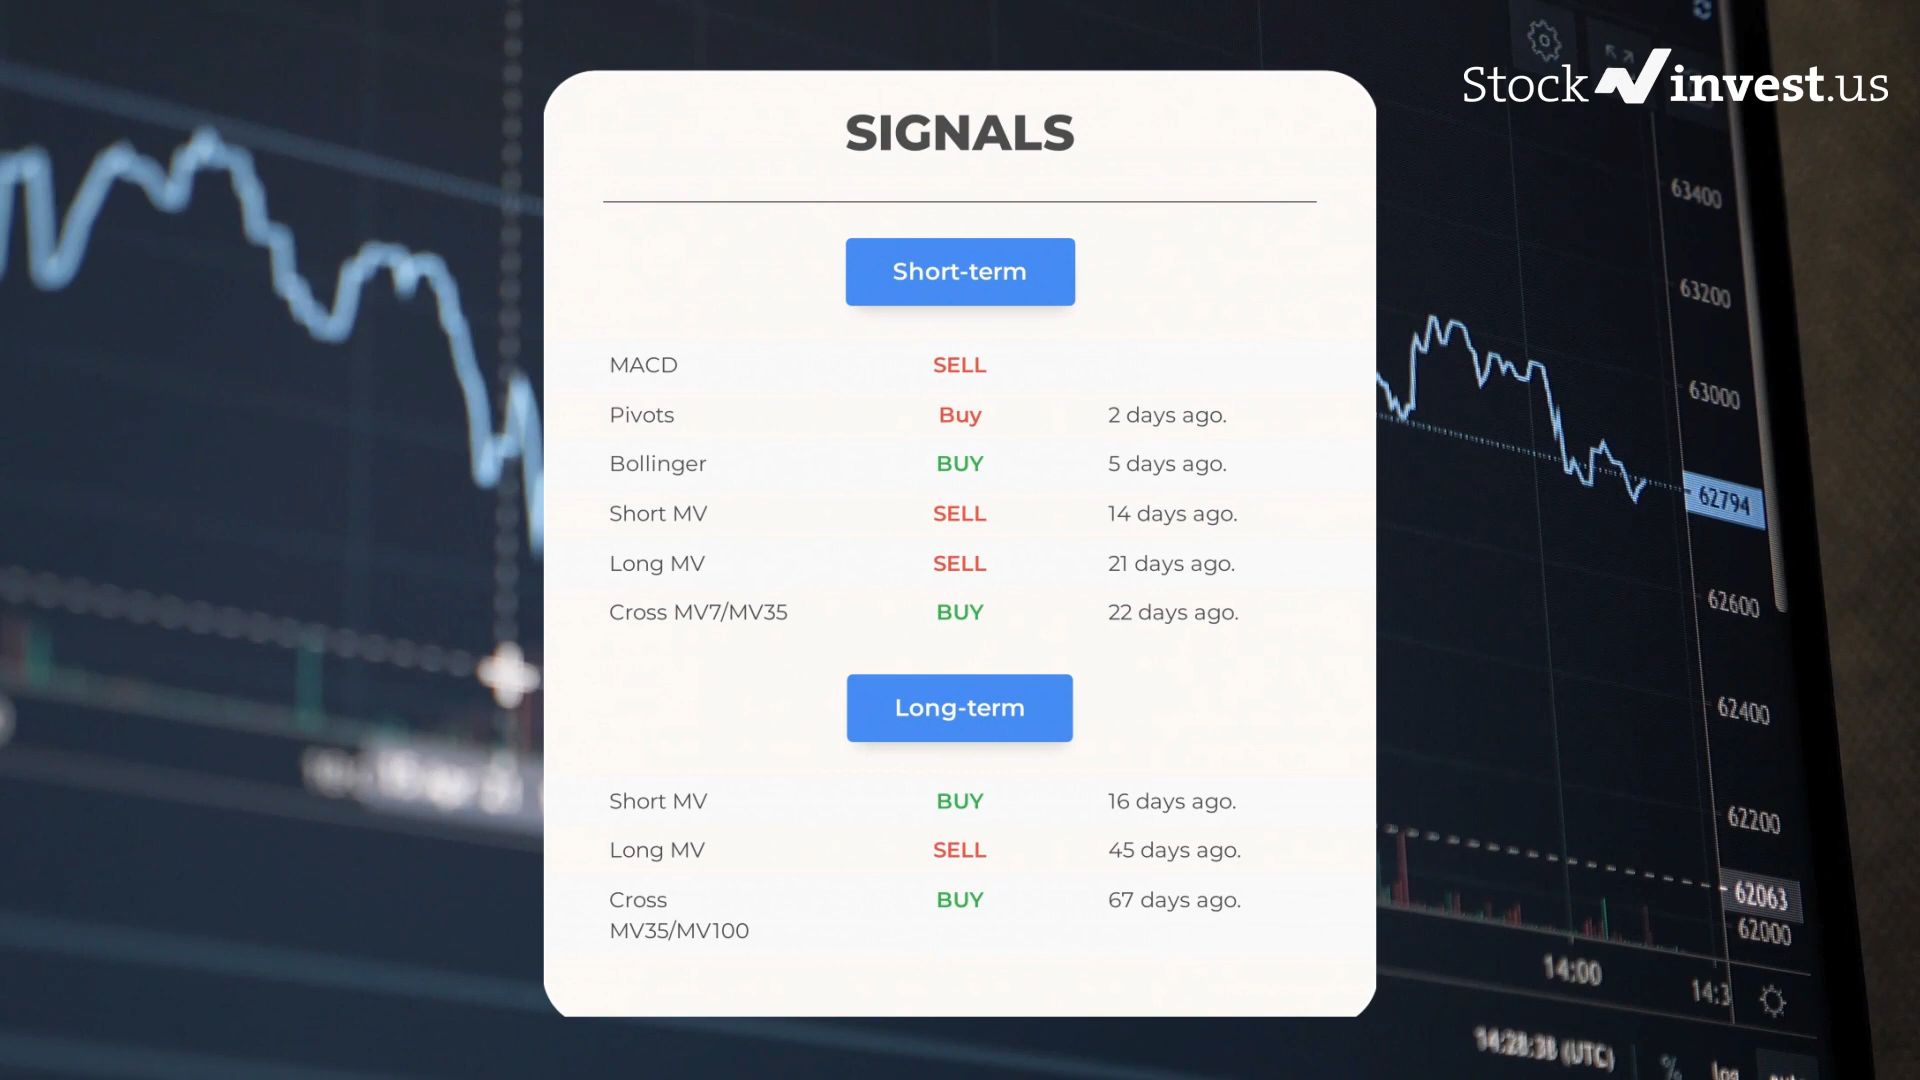 Stock invest.us
SIGNALS
Short-term
MACD SELL
Pivots Buy 2 days ago.
Bollinger BUY 5 days ago.
Short MV SELL 14 days ago.
Long MV SELL 21 days ago.
Cross MV7/MV35 BUY 22 days ago.
Long-term
Short MV BUY 16 days ago.
Long MV SELL 45 days ago.
Cross BUY 67 days ago.
MV35/MV100
63400
63200
63000
62794
62600
62400
62200
62063
62000
14:00
14:3
14:28:38 (UTC)
%
log